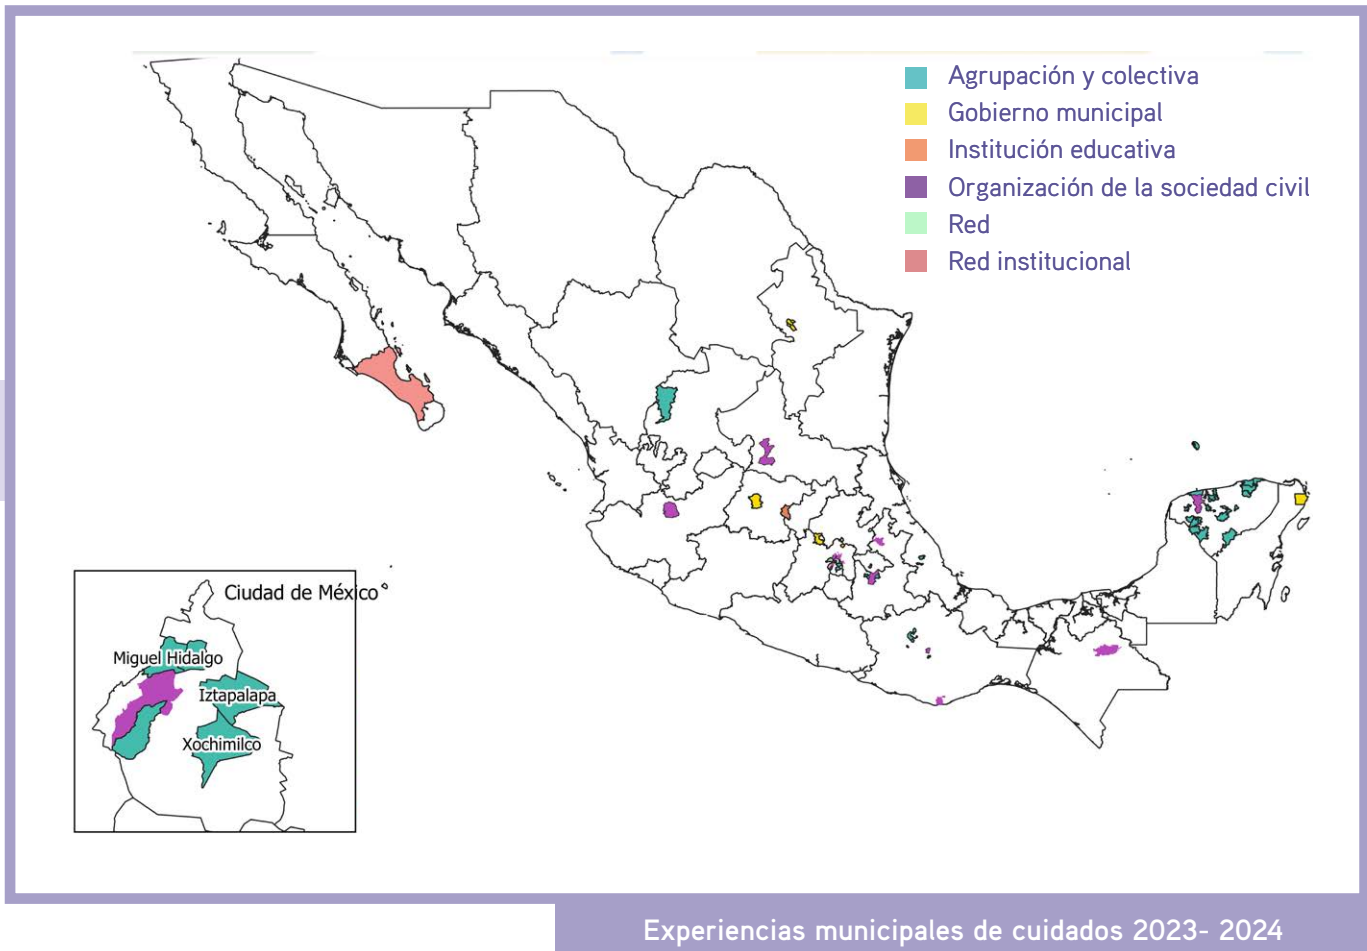 Agrupación y colectiva
Gobierno municipal
Institución educativa
Organización de la sociedad civil
Red
Red institucional
Ciudad de México
Miguel Hidalgo
Iztapalapa
Xochimilco
Experiencias municipales de cuidados 2023- 2024